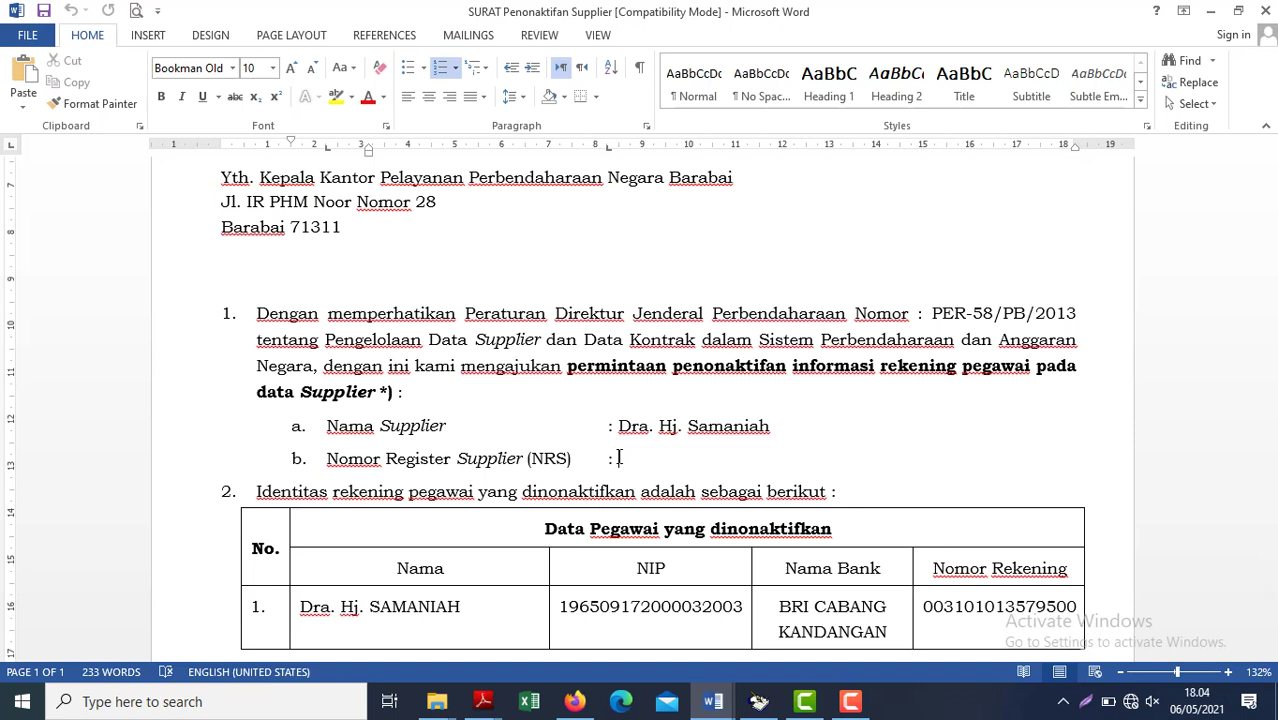 SURAT Penonaktifan Supplier [Compatibility Mode] - Microsoft Word
FILE HOME INSERT DESIGN PAGE LAYOUT REFERENCES MAILINGS REVIEW VIEW Sign in
Paste
Cut
Copy
Format Painter
Clipboard
Bookman Old 10
Font
Paragraph
AaBbCcDc AaBbCcDc AaBbC AaBbCc AaBbC AaBbCcD AaBbCcD
¶ Normal ¶ No Spac... Heading 1 Heading 2 Title Subtitle Subtle Em...
Styles
Find
Replace
Select
Editing
Yth. Kepala Kantor Pelayanan Perbendaharaan Negara Barabai
Jl. IR PHM Noor Nomor 28
Barabai 71311
1. Dengan memperhatikan Peraturan Direktur Jenderal Perbendaharaan Nomor : PER-58/PB/2013
tentang Pengelolaan Data Supplier dan Data Kontrak dalam Sistem Perbendaharaan dan Anggaran
Negara, dengan ini kami mengajukan permintaan penonaktifan informasi rekening pegawai pada
data Supplier *) :
a. Nama Supplier : Dra. Hj. Samaniah
b. Nomor Register Supplier (NRS) :
2. Identitas rekening pegawai yang dinonaktifkan adalah sebagai berikut :
No. Data Pegawai yang dinonaktifkan
Nama NIP Nama Bank Nomor Rekening
1. Dra. Hj. SAMANIAH 196509172000032003 BRI CABANG KANDANGAN 003101013579500
Activate Windows
Go to Settings to activate Windows.
PAGE 1 OF 1 233 WORDS ENGLISH (UNITED STATES) 132%
Type here to search
18.04
06/05/2021